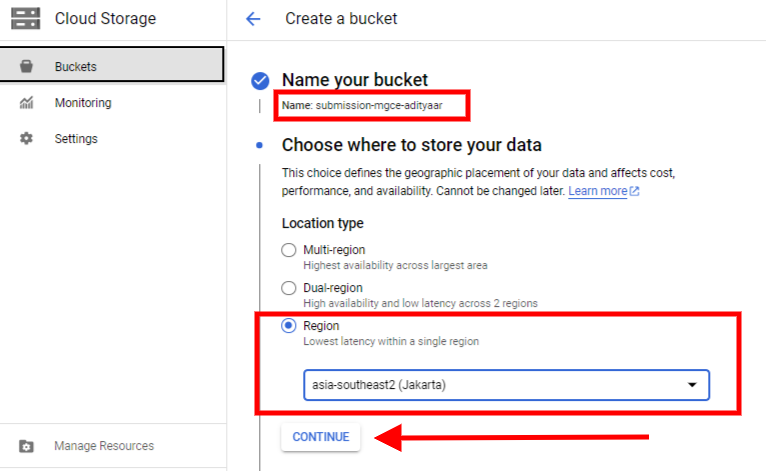 Cloud Storage
Create a bucket
Buckets
Monitoring
Settings
Manage Resources
Name your bucket
Name: submission-mgce-adityaar
Choose where to store your data
This choice defines the geographic placement of your data and affects cost,
performance, and availability. Cannot be changed later. Learn more
Location type
Multi-region
Highest availability across largest area
Dual-region
High availability and low latency across 2 regions
Region
Lowest latency within a single region
asia-southeast2 (Jakarta)
CONTINUE